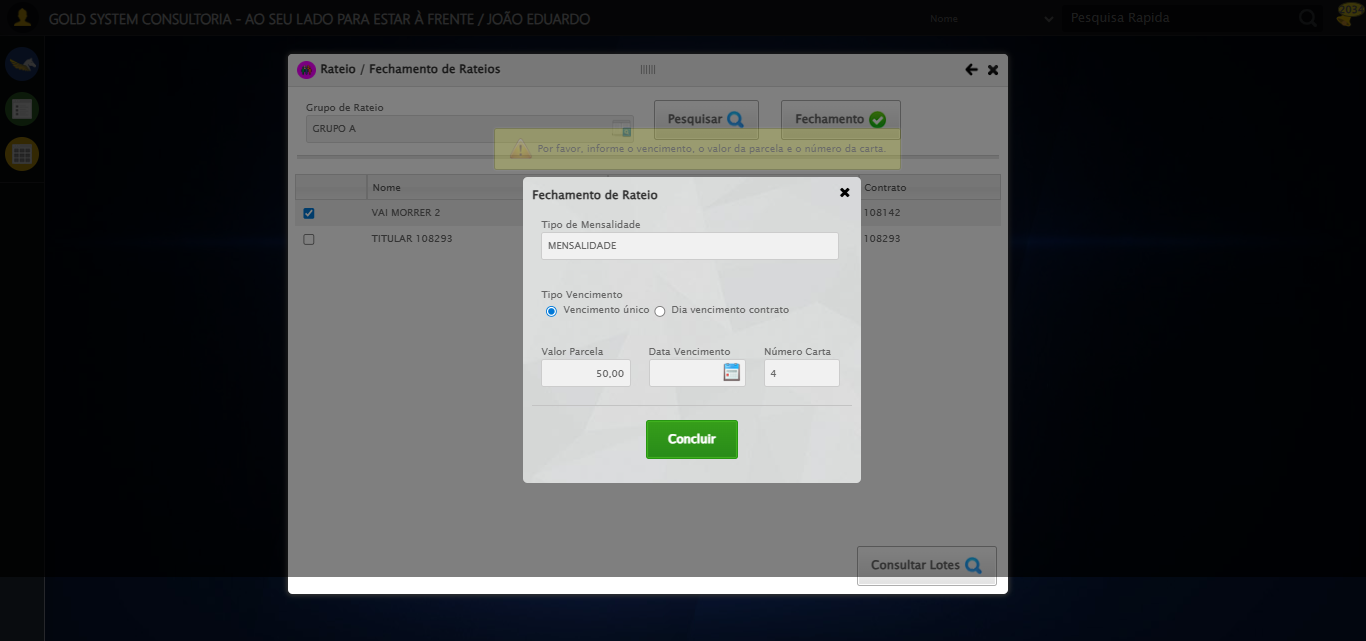 GOLD SYSTEM CONSULTORIA - AO SEU LADO PARA ESTAR À FRENTE / JOÃO EDUARDO
Nome
Pesquisa Rapida
203
Rateio / Fechamento de Rateios
Grupo de Rateio
GRUPO A
Pesquisar
Fechamento
Por favor, informe o vencimento, o valor da parcela e o número da carta.
Nome
Contrato
VAI MORRER 2
108142
TITULAR 108293
108293
Fechamento de Rateio
Tipo de Mensalidade
MENSALIDADE
Tipo Vencimento
Vencimento único
Dia vencimento contrato
Valor Parcela
Data Vencimento
Número Carta
50,00
4
Concluir
Consultar Lotes